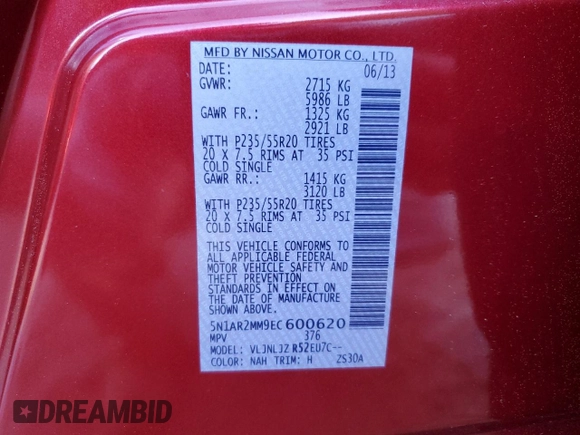 MFD BY NISSAN MOTOR CO., LTD.
DATE: 06/13
GVWR: 2715 KG
5986 LB
GAWR FR.: 1325 KG
2921 LB
WITH P235/55R20 TIRES
20 X 7.5 RIMS AT 35 PSI
COLD SINGLE
GAWR RR.: 1415 KG
3120 LB
WITH P235/55R20 TIRES
20 X 7.5 RIMS AT 35 PSI
COLD SINGLE
THIS VEHICLE CONFORMS TO
ALL APPLICABLE FEDERAL
MOTOR VEHICLE SAFETY AND
THEFT PREVENTION
STANDARDS IN EFFECT ON
THE DATE OF MANUFACTURE
SHOWN ABOVE.
5N1AR2MM9EC600620
MPV 376
MODEL: VLJNLJZ R52EU7C--
COLOR: NAH TRIM: H 2S30A
DREAMBID